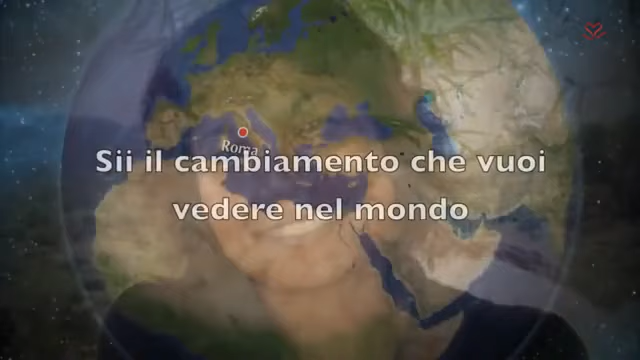 Roma
Sii il cambiamento che vuoi
vedere nel mondo